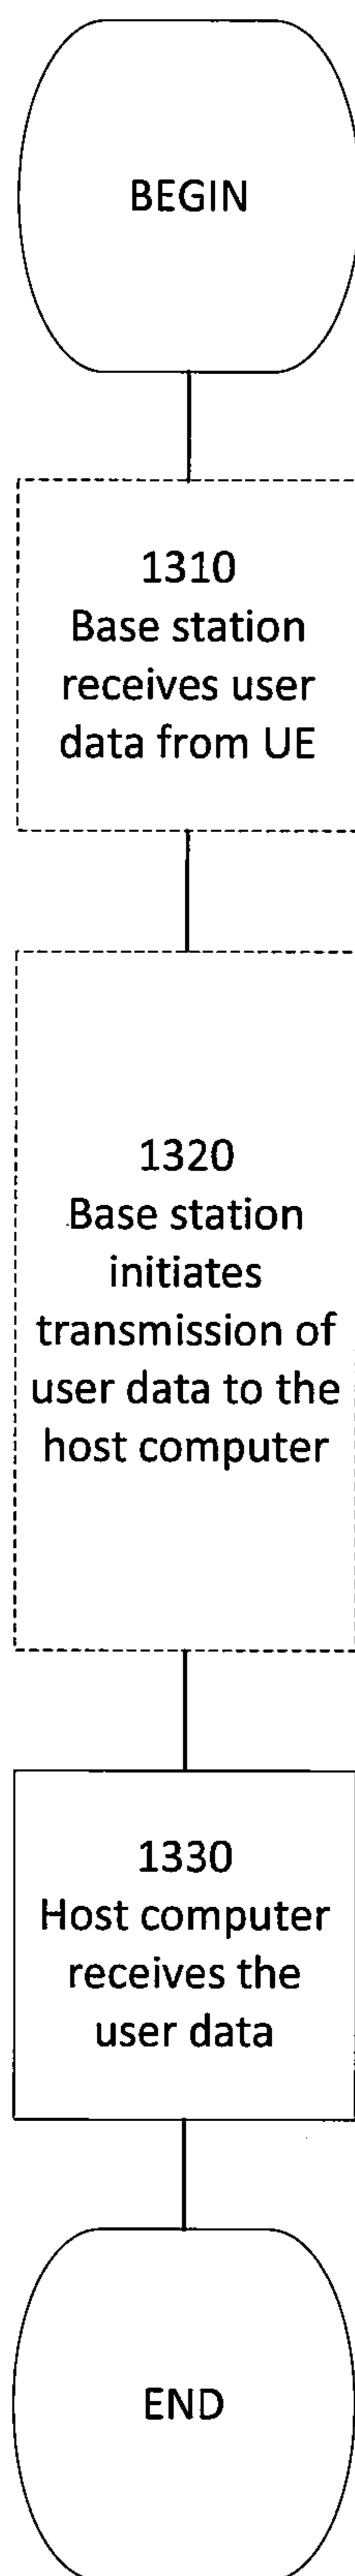 BEGIN
1310
Base station
receives user
data from UE
1320
Base station
initiates
transmission of
user data to the
host computer
1330
Host computer
receives the
user data
END